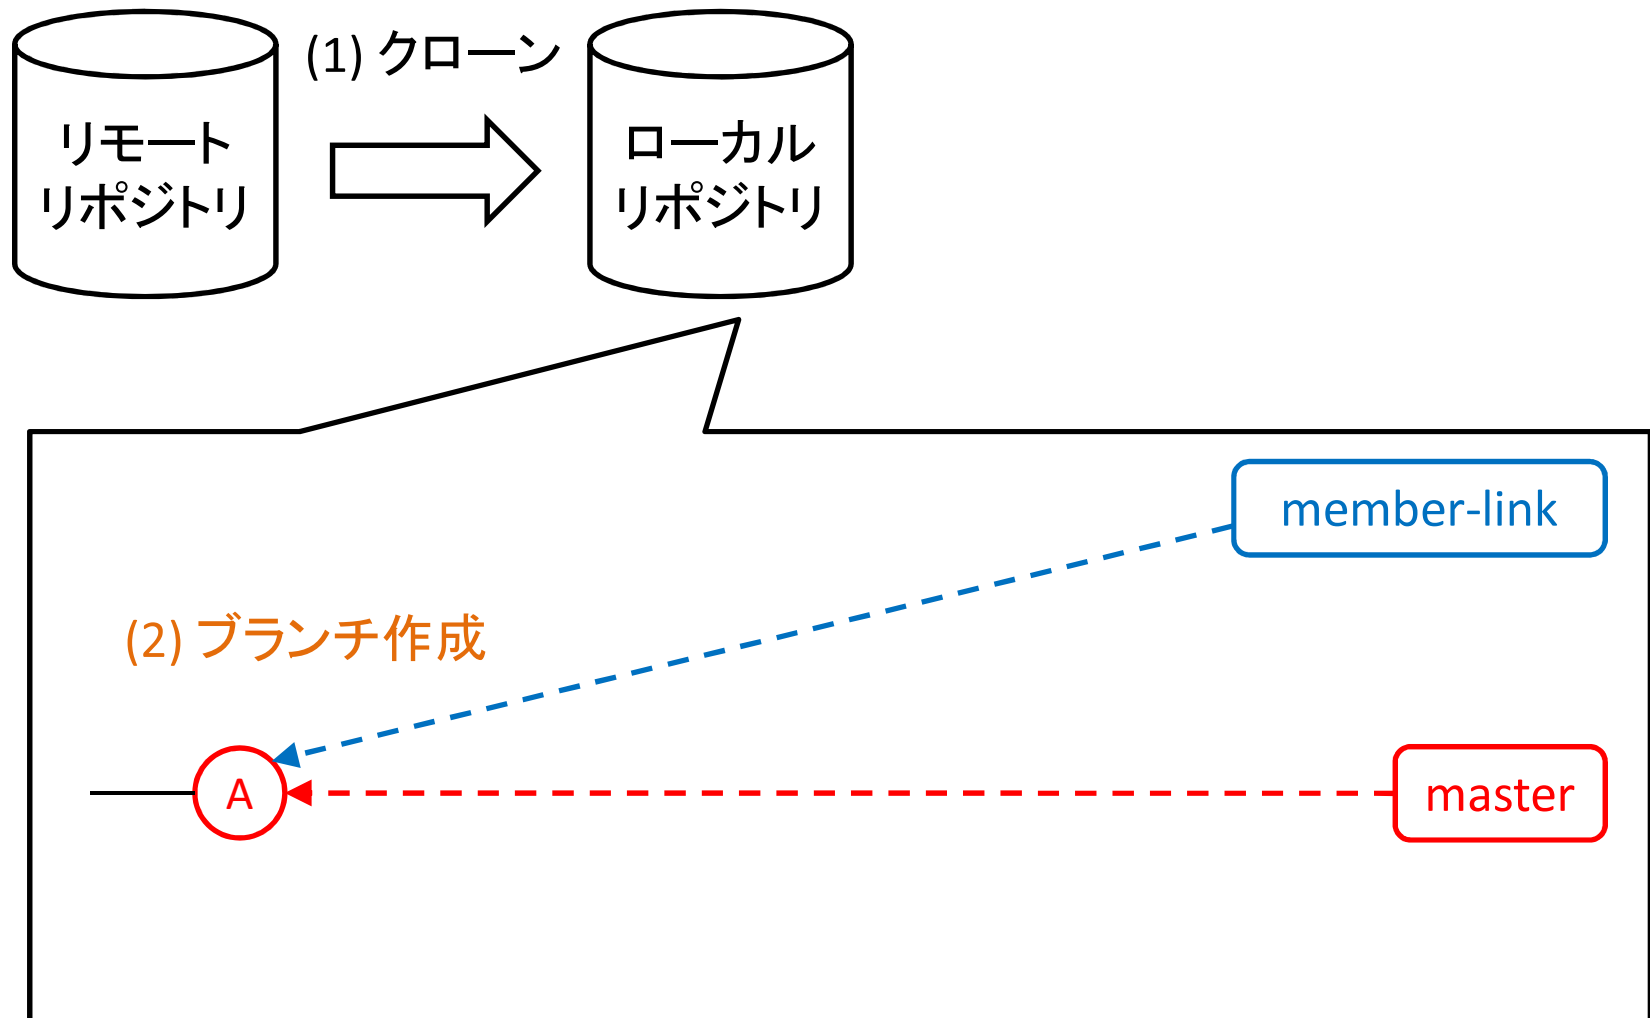 (1) クローン
リモート
リポジトリ
ローカル
リポジトリ
member-link
(2) ブランチ作成
A
master